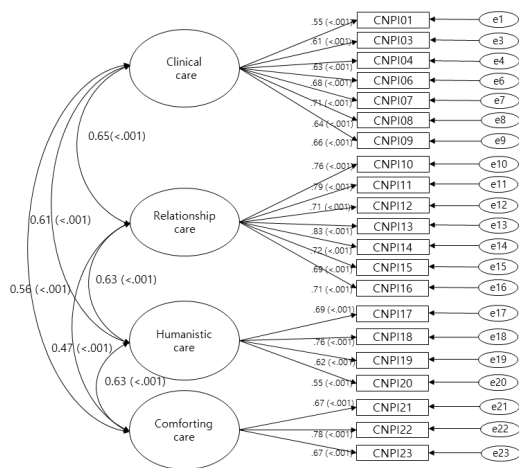 .55 (<.001) CNPI01 e1
.61 (<.001) CNPI03 e3
.63 (<.001) CNPI04 e4
.68 (<.001) CNPI06 e6
.71 (<.001) CNPI07 e7
.64 (<.001) CNPI08 e8
.66 (<.001) CNPI09 e9
Clinical
care
0.65(<.001)
.76 (<.001) CNPI10 e10
.79 (<.001) CNPI11 e11
.71 (<.001) CNPI12 e12
.83 (<.001) CNPI13 e13
.72 (<.001) CNPI14 e14
.69 (<.001) CNPI15 e15
.71 (<.001) CNPI16 e16
Relationship
care
0.61 (<.001)
0.63 (<.001)
0.56 (<.001)
.69 (<.001) CNPI17 e17
.76 (<.001) CNPI18 e18
.62 (<.001) CNPI19 e19
.55 (<.001) CNPI20 e20
Humanistic
care
0.47 (<.001)
0.63 (<.001)
.67 (<.001) CNPI21 e21
.78 (<.001) CNPI22 e22
.67 (<.001) CNPI23 e23
Comforting
care